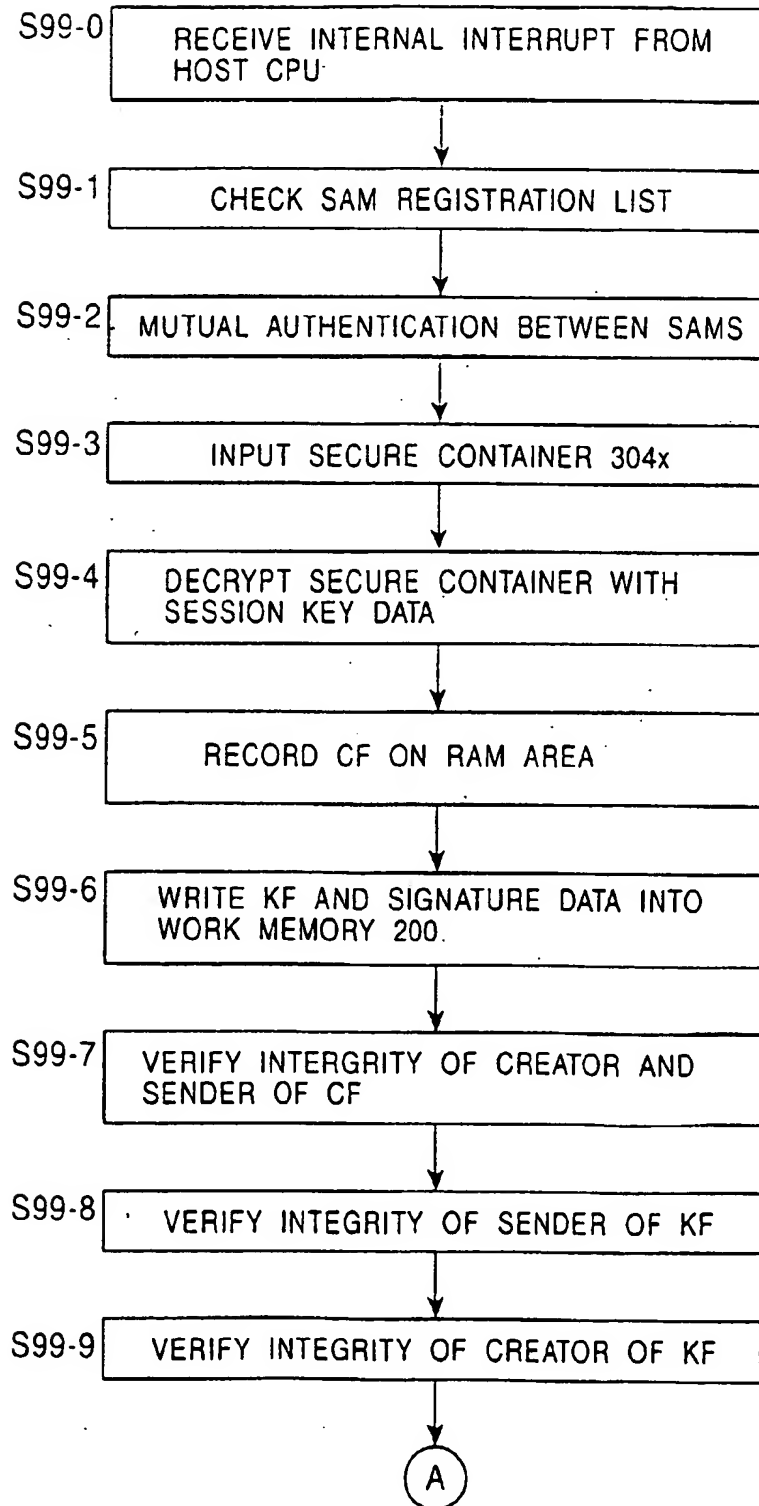 S99-0
RECEIVE INTERNAL INTERRUPT FROM
HOST CPU
S99-1
CHECK SAM REGISTRATION LIST
S99-2
MUTUAL AUTHENTICATION BETWEEN SAMS
S99-3
INPUT SECURE CONTAINER 304x
S99-4
DECRYPT SECURE CONTAINER WITH
SESSION KEY DATA
S99-5
RECORD CF ON RAM AREA
S99-6
WRITE KF AND SIGNATURE DATA INTO
WORK MEMORY 200.
S99-7
VERIFY INTERGRITY OF CREATOR AND
SENDER OF CF
S99-8
VERIFY INTEGRITY OF SENDER OF KF
S99-9
VERIFY INTEGRITY OF CREATOR OF KF
A